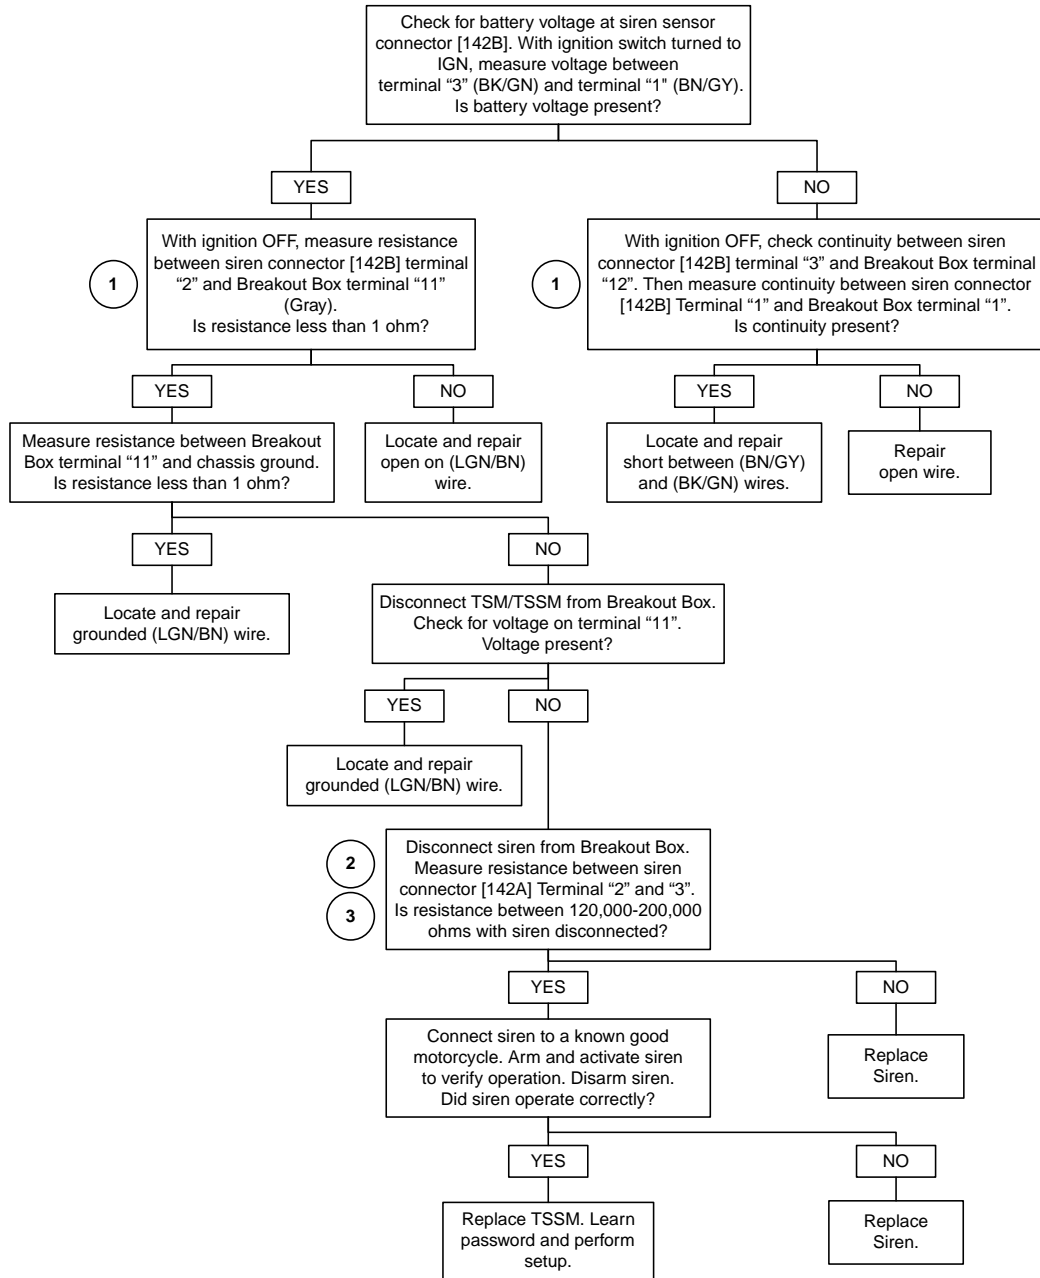 Check for battery voltage at siren sensor
connector [142B]. With ignition switch turned to
IGN, measure voltage between
terminal “3” (BK/GN) and terminal “1" (BN/GY).
Is battery voltage present?
YES
NO
1
With ignition OFF, measure resistance
between siren connector [142B] terminal
“2” and Breakout Box terminal “11”
(Gray).
Is resistance less than 1 ohm?
1
With ignition OFF, check continuity between siren
connector [142B] terminal “3” and Breakout Box terminal
“12”. Then measure continuity between siren connector
[142B] Terminal “1” and Breakout Box terminal “1”.
Is continuity present?
YES
NO
YES
NO
Measure resistance between Breakout
Box terminal “11” and chassis ground.
Is resistance less than 1 ohm?
Locate and repair
open on (LGN/BN)
wire.
Locate and repair
short between (BN/GY)
and (BK/GN) wires.
Repair
open wire.
YES
NO
Locate and repair
grounded (LGN/BN) wire.
Disconnect TSM/TSSM from Breakout Box.
Check for voltage on terminal “11”.
Voltage present?
YES
NO
Locate and repair
grounded (LGN/BN) wire.
2
3
Disconnect siren from Breakout Box.
Measure resistance between siren
connector [142A] Terminal “2” and “3”.
Is resistance between 120,000-200,000
ohms with siren disconnected?
YES
NO
Connect siren to a known good
motorcycle. Arm and activate siren
to verify operation. Disarm siren.
Did siren operate correctly?
Replace
Siren.
YES
NO
Replace TSSM. Learn
password and perform
setup.
Replace
Siren.